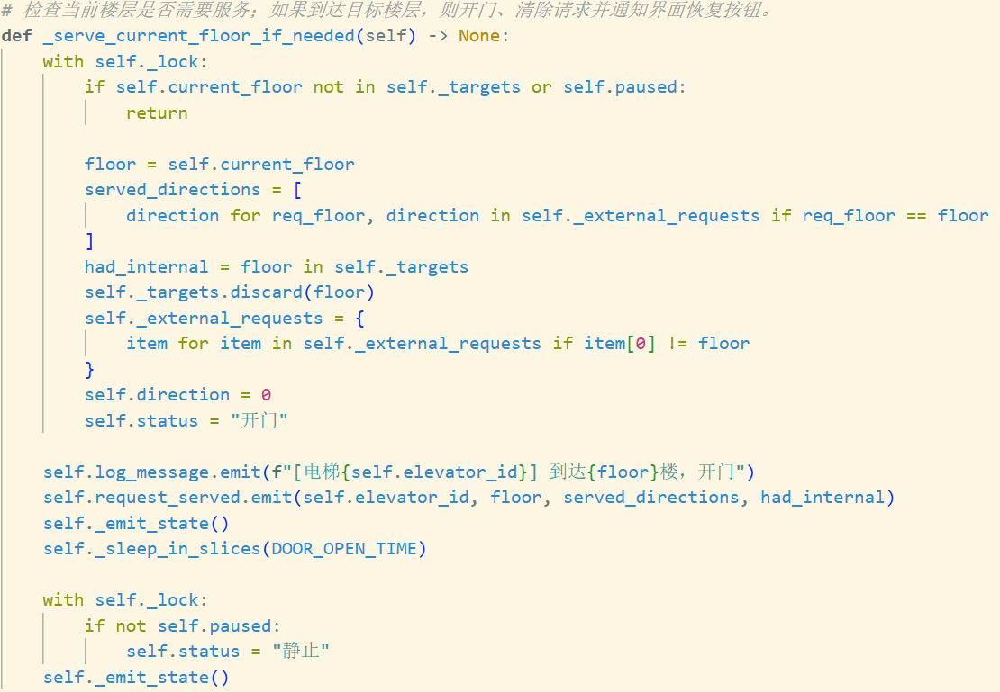 # 检查当前楼层是否需要服务；如果到达目标楼层，则开门、清除请求并通知界面恢复按钮。
def _serve_current_floor_if_needed(self) -> None:
    with self._lock:
        if self.current_floor not in self._targets or self.paused:
            return

        floor = self.current_floor
        served_directions = [
            direction for req_floor, direction in self._external_requests if req_floor == floor
        ]
        had_internal = floor in self._targets
        self._targets.discard(floor)
        self._external_requests = {
            item for item in self._external_requests if item[0] != floor
        }
        self.direction = 0
        self.status = "开门"

    self.log_message.emit(f"[电梯{self.elevator_id}] 到达{floor}楼，开门")
    self.request_served.emit(self.elevator_id, floor, served_directions, had_internal)
    self._emit_state()
    self._sleep_in_slices(DOOR_OPEN_TIME)

    with self._lock:
        if not self.paused:
            self.status = "静止"
    self._emit_state()